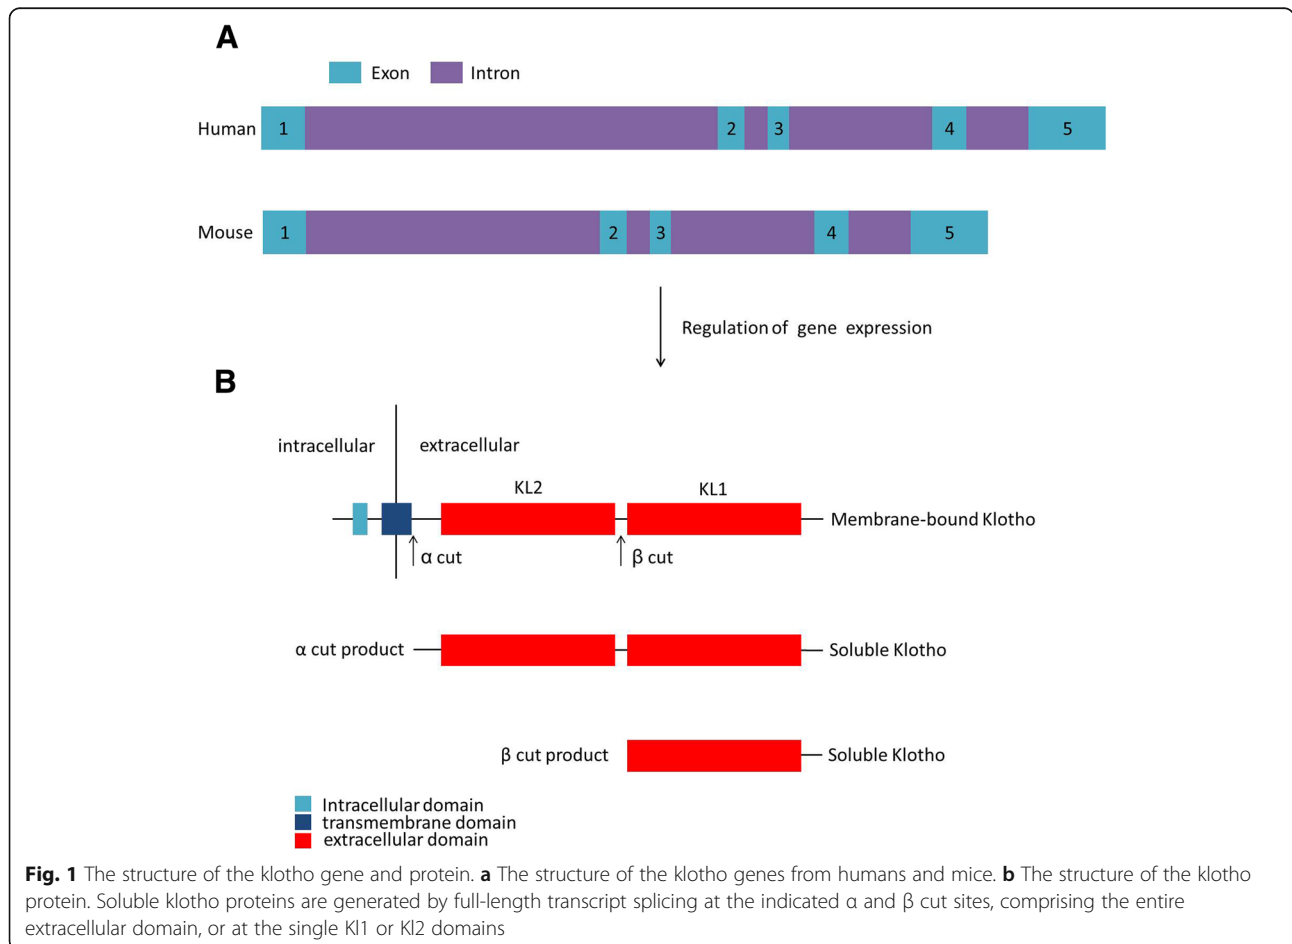 A
Exon Intron
Human 1 2 3 4 5
Mouse 1 2 3 4 5
Regulation of gene expression
B
intracellular extracellular
KL2 KL1
Membrane-bound Klotho
α cut β cut
α cut product Soluble Klotho
β cut product Soluble Klotho
Intracellular domain
transmembrane domain
extracellular domain
Fig. 1 The structure of the klotho gene and protein. a The structure of the klotho genes from humans and mice. b The structure of the klotho
protein. Soluble klotho proteins are generated by full-length transcript splicing at the indicated α and β cut sites, comprising the entire
extracellular domain, or at the single Kl1 or Kl2 domains